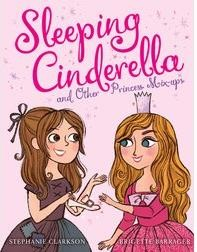 Sleeping
Cinderella
and Other Princess Mix-ups
STEPHANIE CLARKSON
BRIGETTE BARRAGER